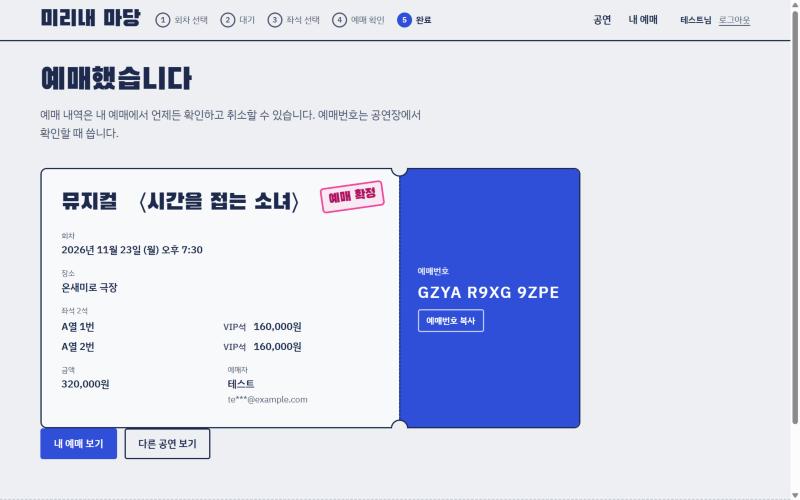 미리내 마당
1 회차 선택 2 대기 3 좌석 선택 4 예매 확인 5 완료
공연 내 예매 테스트님 로그아웃
예매했습니다
예매 내역은 내 예매에서 언제든 확인하고 취소할 수 있습니다. 예매번호는 공연장에서
확인할 때 씁니다.
뮤지컬 〈시간을 접는 소녀〉
예매 확정
회차
2026년 11월 23일 (월) 오후 7:30
장소
은새미로 극장
좌석 2석
A열 1번 VIP석 160,000원
A열 2번 VIP석 160,000원
금액 예매자
320,000원 테스트
te***@example.com
예매번호
GZYA R9XG 9ZPE
예매번호 복사
내 예매 보기 다른 공연 보기